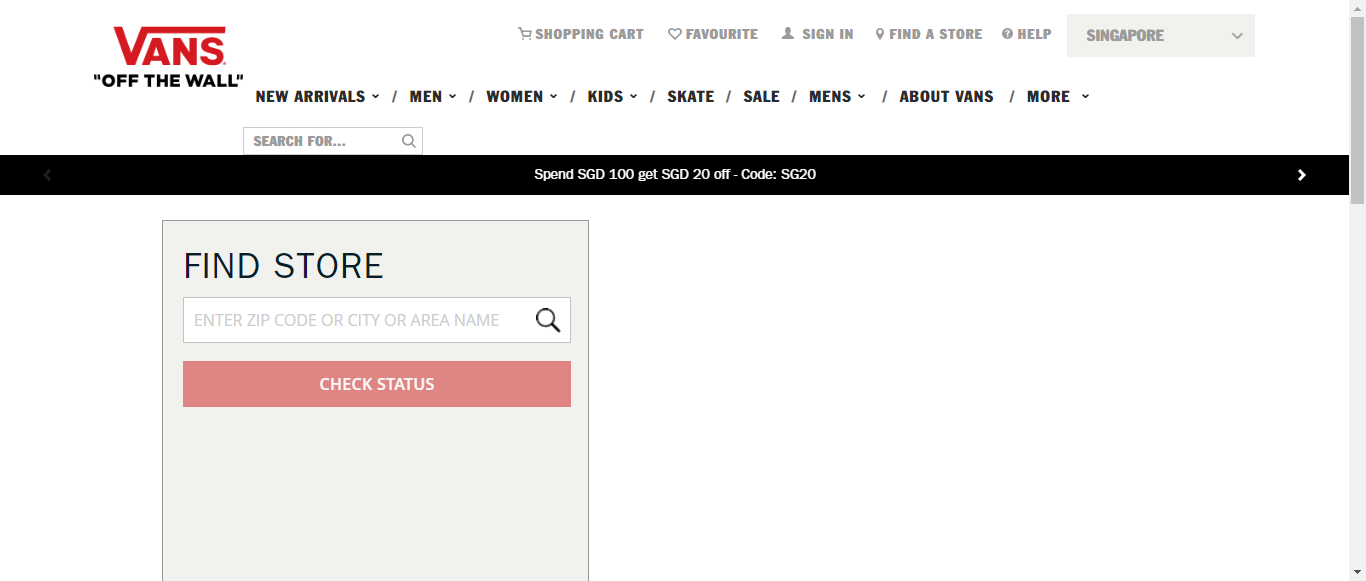 VANS
"OFF THE WALL"
SHOPPING CART FAVOURITE SIGN IN FIND A STORE HELP SINGAPORE
NEW ARRIVALS / MEN / WOMEN / KIDS / SKATE / SALE / MENS / ABOUT VANS / MORE
SEARCH FOR...
Spend SGD 100 get SGD 20 off - Code: SG20
FIND STORE
ENTER ZIP CODE OR CITY OR AREA NAME
CHECK STATUS